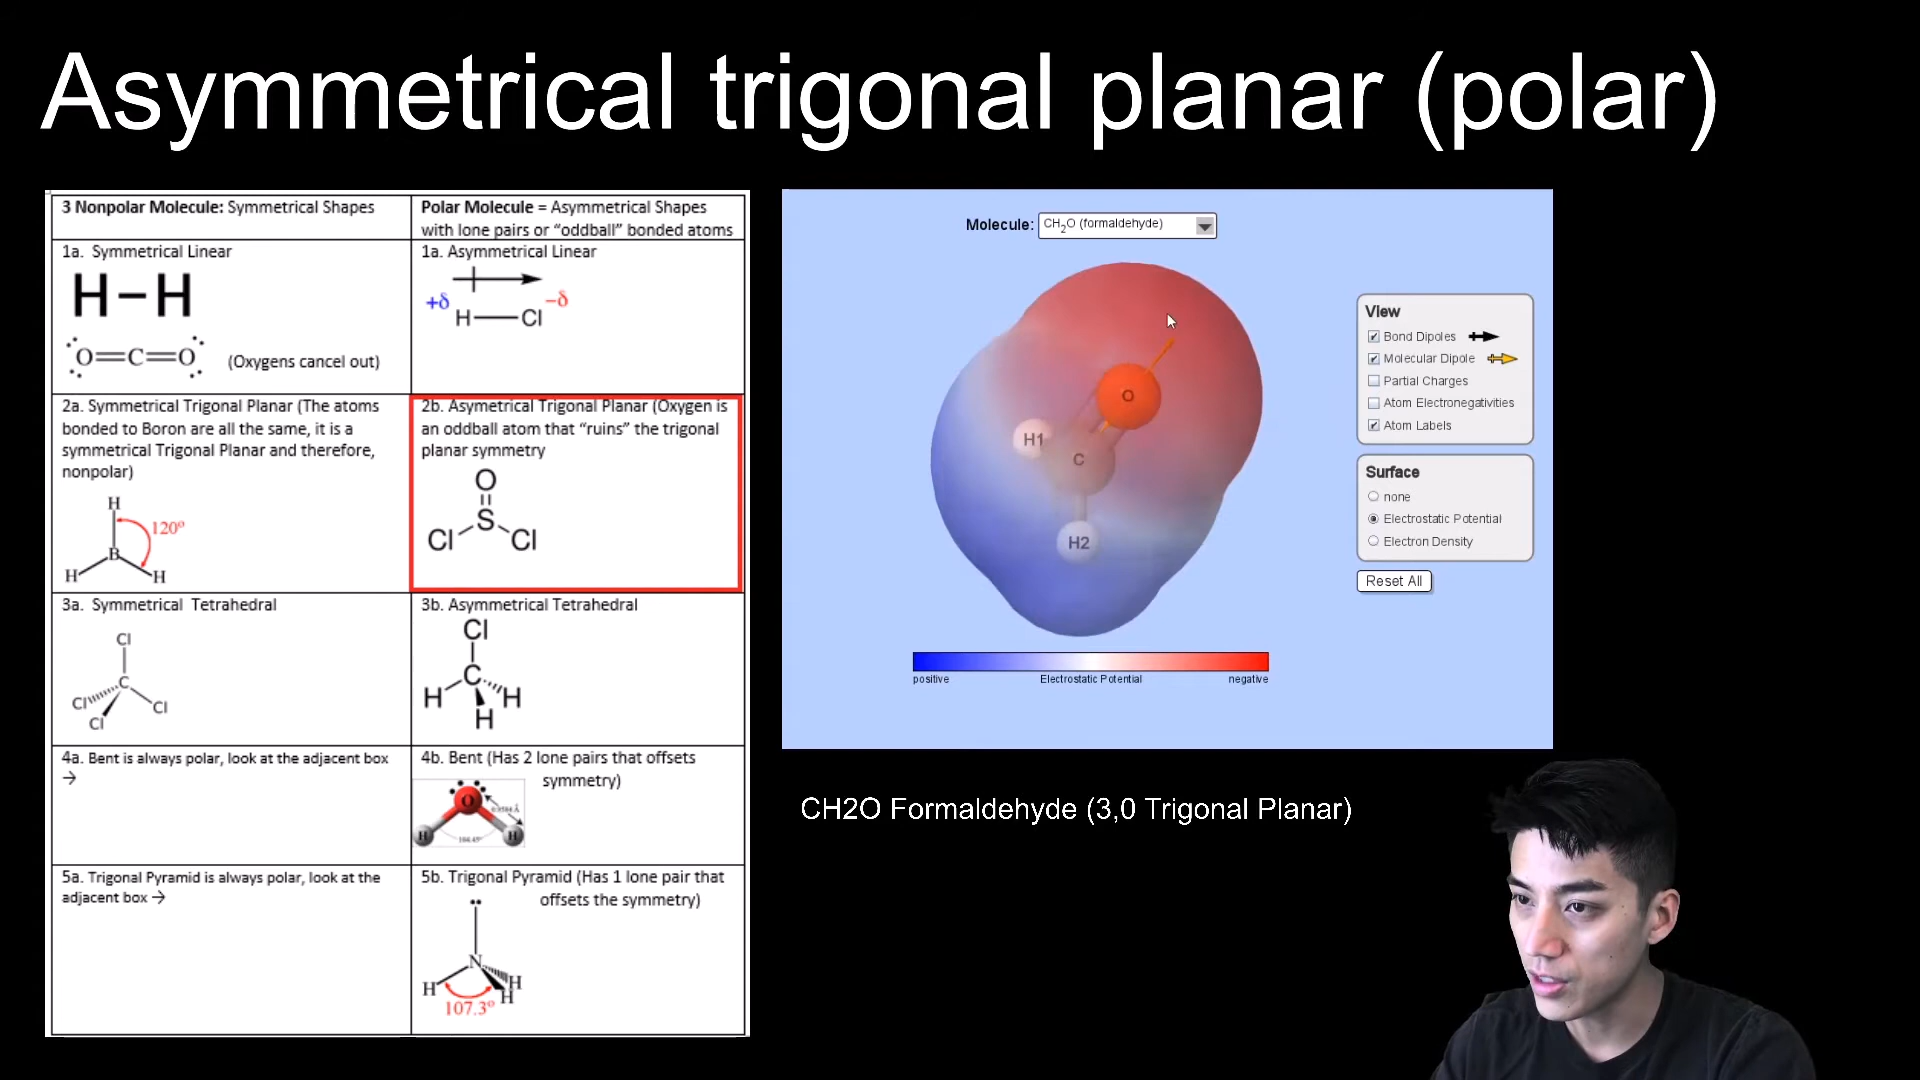 Asymmetrical trigonal planar (polar)
3 Nonpolar Molecule: Symmetrical Shapes
Polar Molecule = Asymmetrical Shapes
with lone pairs or “oddball” bonded atoms
1a. Symmetrical Linear
H–H
O=C=O
(Oxygens cancel out)
1a. Asymmetrical Linear
+δ
−δ
H—Cl
2a. Symmetrical Trigonal Planar (The atoms
bonded to Boron are all the same, it is a
symmetrical Trigonal Planar and therefore,
nonpolar)
H
120°
B
H H
2b. Asymetrical Trigonal Planar (Oxygen is
an oddball atom that “ruins” the trigonal
planar symmetry
O
S
Cl Cl
3a. Symmetrical Tetrahedral
Cl
C
Cl Cl
Cl
3b. Asymmetrical Tetrahedral
Cl
C
H H
H
4a. Bent is always polar, look at the adjacent box
→
4b. Bent (Has 2 lone pairs that offsets
symmetry)
O
H H
5a. Trigonal Pyramid is always polar, look at the
adjacent box →
5b. Trigonal Pyramid (Has 1 lone pair that
offsets the symmetry)
N
H H
H
107.3°
Molecule: CH2O (formaldehyde)
O
H1
C
H2
positive Electrostatic Potential negative
View
Bond Dipoles
Molecular Dipole
Partial Charges
Atom Electronegativities
Atom Labels
Surface
none
Electrostatic Potential
Electron Density
Reset All
CH2O Formaldehyde (3,0 Trigonal Planar)